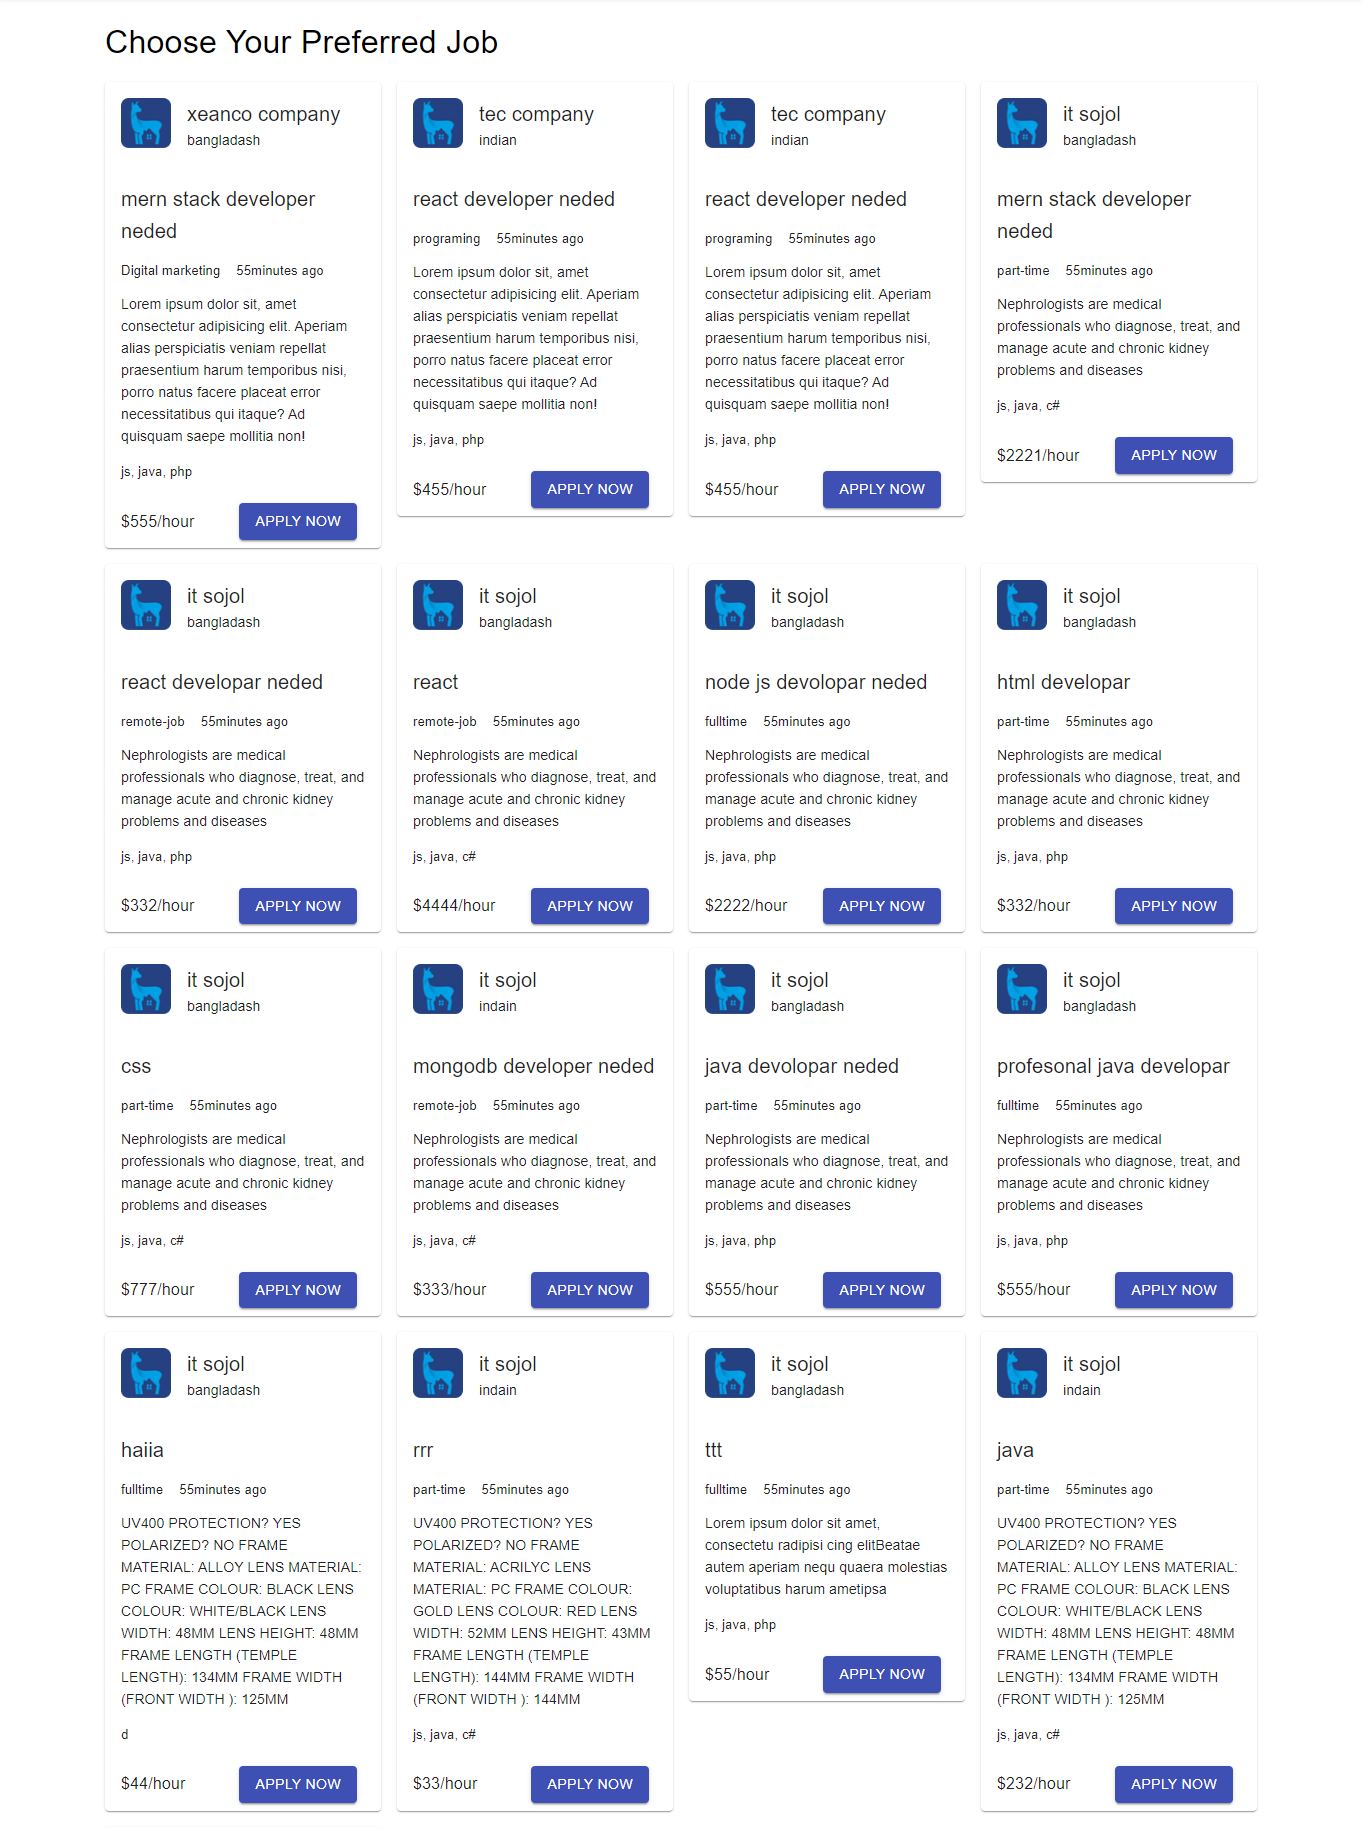 Choose Your Preferred Job
xeanco company
bangladash
mern stack developer
neded
Digital marketing 55minutes ago
Lorem ipsum dolor sit, amet
consectetur adipisicing elit. Aperiam
alias perspiciatis veniam repellat
praesentium harum temporibus nisi,
porro natus facere placeat error
necessitatibus qui itaque? Ad
quisquam saepe mollitia non!
js, java, php
$555/hour
APPLY NOW
tec company
indian
react developer neded
programing 55minutes ago
Lorem ipsum dolor sit, amet
consectetur adipisicing elit. Aperiam
alias perspiciatis veniam repellat
praesentium harum temporibus nisi,
porro natus facere placeat error
necessitatibus qui itaque? Ad
quisquam saepe mollitia non!
js, java, php
$455/hour
APPLY NOW
tec company
indian
react developer neded
programing 55minutes ago
Lorem ipsum dolor sit, amet
consectetur adipisicing elit. Aperiam
alias perspiciatis veniam repellat
praesentium harum temporibus nisi,
porro natus facere placeat error
necessitatibus qui itaque? Ad
quisquam saepe mollitia non!
js, java, php
$455/hour
APPLY NOW
it sojol
bangladash
mern stack developer
neded
part-time 55minutes ago
Nephrologists are medical
professionals who diagnose, treat, and
manage acute and chronic kidney
problems and diseases
js, java, c#
$2221/hour
APPLY NOW
it sojol
bangladash
react developar neded
remote-job 55minutes ago
Nephrologists are medical
professionals who diagnose, treat, and
manage acute and chronic kidney
problems and diseases
js, java, php
$332/hour
APPLY NOW
it sojol
bangladash
react
remote-job 55minutes ago
Nephrologists are medical
professionals who diagnose, treat, and
manage acute and chronic kidney
problems and diseases
js, java, c#
$4444/hour
APPLY NOW
it sojol
bangladash
node js devolopar neded
fulltime 55minutes ago
Nephrologists are medical
professionals who diagnose, treat, and
manage acute and chronic kidney
problems and diseases
js, java, php
$2222/hour
APPLY NOW
it sojol
bangladash
html developar
part-time 55minutes ago
Nephrologists are medical
professionals who diagnose, treat, and
manage acute and chronic kidney
problems and diseases
js, java, php
$332/hour
APPLY NOW
it sojol
bangladash
css
part-time 55minutes ago
Nephrologists are medical
professionals who diagnose, treat, and
manage acute and chronic kidney
problems and diseases
js, java, c#
$777/hour
APPLY NOW
it sojol
indain
mongodb developer neded
remote-job 55minutes ago
Nephrologists are medical
professionals who diagnose, treat, and
manage acute and chronic kidney
problems and diseases
js, java, c#
$333/hour
APPLY NOW
it sojol
bangladash
java devolopar neded
part-time 55minutes ago
Nephrologists are medical
professionals who diagnose, treat, and
manage acute and chronic kidney
problems and diseases
js, java, php
$555/hour
APPLY NOW
it sojol
bangladash
profesonal java developar
fulltime 55minutes ago
Nephrologists are medical
professionals who diagnose, treat, and
manage acute and chronic kidney
problems and diseases
js, java, php
$555/hour
APPLY NOW
it sojol
bangladash
haiia
fulltime 55minutes ago
UV400 PROTECTION? YES
POLARIZED? NO FRAME
MATERIAL: ALLOY LENS MATERIAL:
PC FRAME COLOUR: BLACK LENS
COLOUR: WHITE/BLACK LENS
WIDTH: 48MM LENS HEIGHT: 48MM
FRAME LENGTH (TEMPLE
LENGTH): 134MM FRAME WIDTH
(FRONT WIDTH ): 125MM
d
$44/hour
APPLY NOW
it sojol
indain
rrr
part-time 55minutes ago
UV400 PROTECTION? YES
POLARIZED? NO FRAME
MATERIAL: ACRILYC LENS
MATERIAL: PC FRAME COLOUR:
GOLD LENS COLOUR: RED LENS
WIDTH: 52MM LENS HEIGHT: 43MM
FRAME LENGTH (TEMPLE
LENGTH): 144MM FRAME WIDTH
(FRONT WIDTH ): 144MM
js, java, c#
$33/hour
APPLY NOW
it sojol
bangladash
ttt
fulltime 55minutes ago
Lorem ipsum dolor sit amet,
consectetu radipisi cing elitBeatae
autem aperiam nequ quaera molestias
voluptatibus harum ametipsa
js, java, php
$55/hour
APPLY NOW
it sojol
indain
java
part-time 55minutes ago
UV400 PROTECTION? YES
POLARIZED? NO FRAME
MATERIAL: ALLOY LENS MATERIAL:
PC FRAME COLOUR: BLACK LENS
COLOUR: WHITE/BLACK LENS
WIDTH: 48MM LENS HEIGHT: 48MM
FRAME LENGTH (TEMPLE
LENGTH): 134MM FRAME WIDTH
(FRONT WIDTH ): 125MM
js, java, c#
$232/hour
APPLY NOW